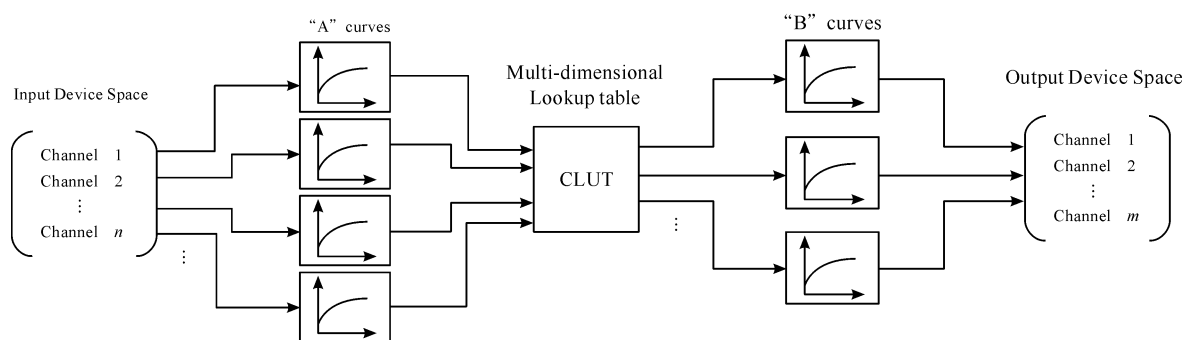 “A” curves
“B” curves
Multi-dimensional
Lookup table
Input Device Space
Output Device Space
Channel 1
Channel 2
⋮
Channel n
⋮
CLUT
⋮
Channel 1
Channel 2
⋮
Channel m